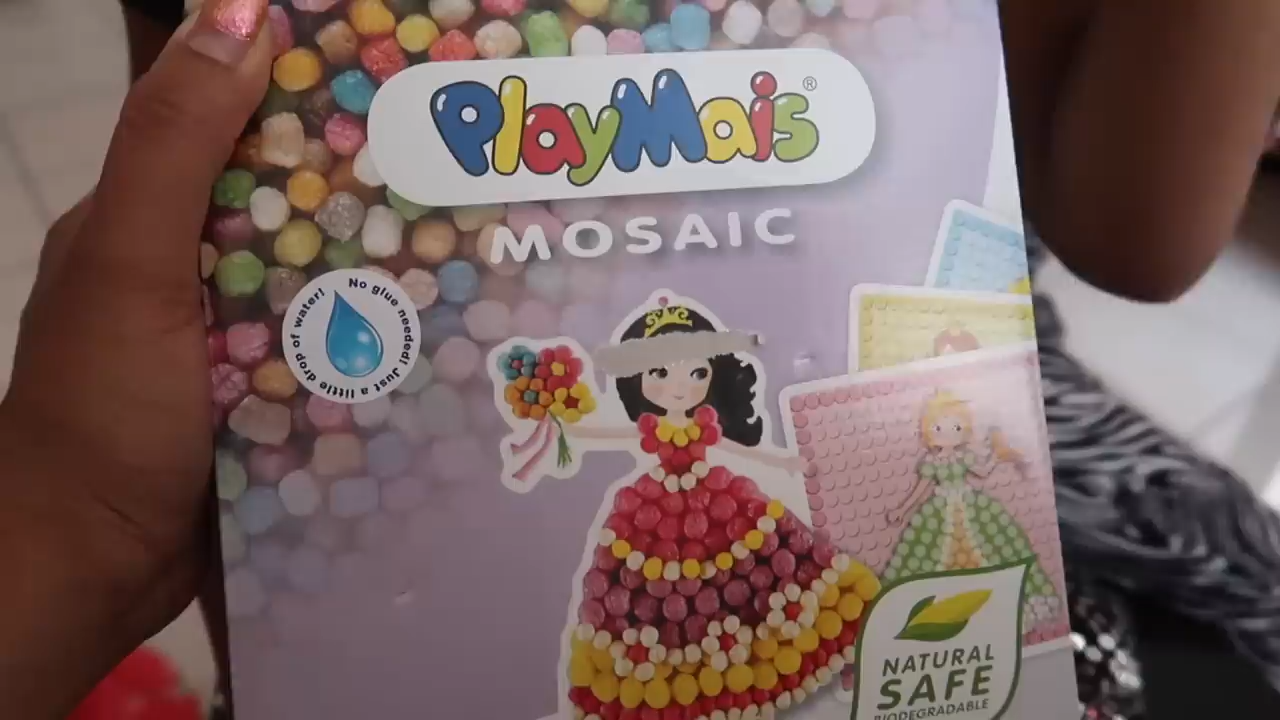 PlayMais®
MOSAIC
No glue needed! Just a little drop of water!
NATURAL
SAFE
BIODEGRADABLE